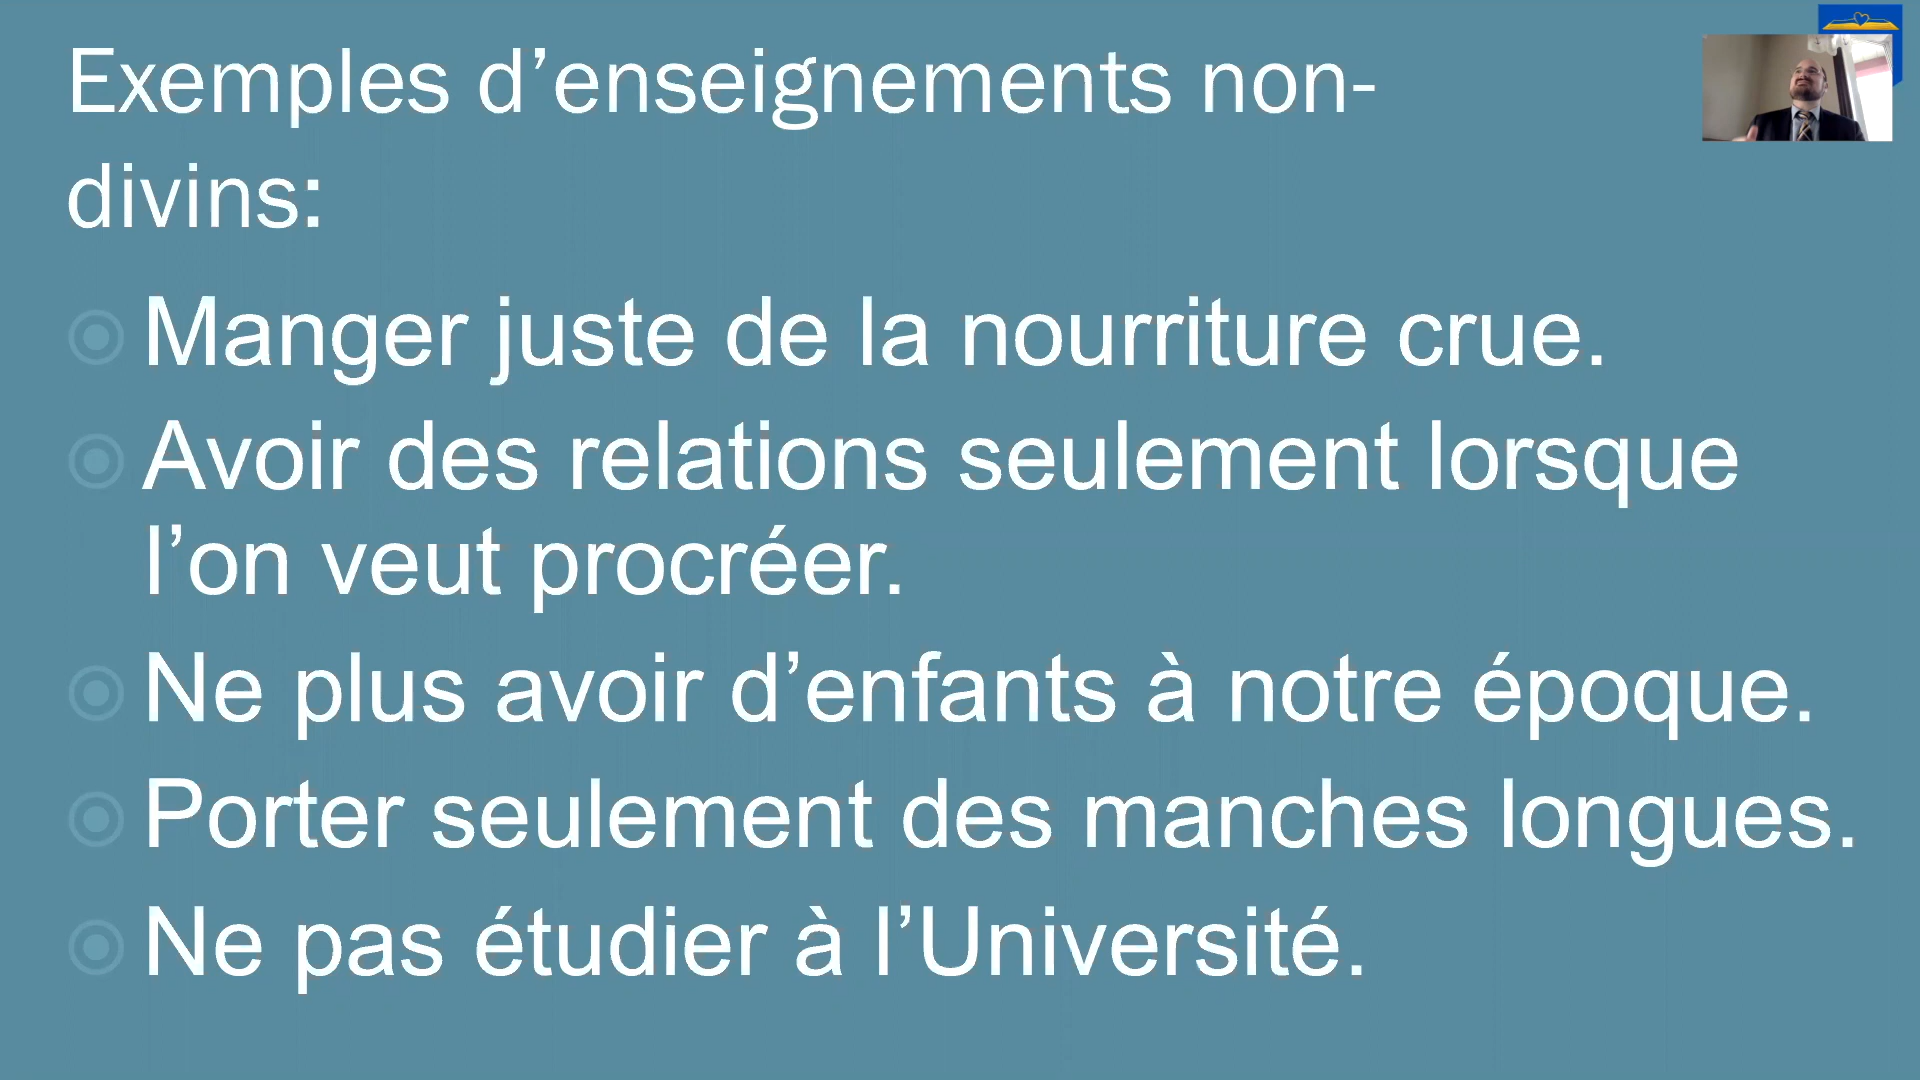 Exemples d’enseignements non-
divins:
Manger juste de la nourriture crue.
Avoir des relations seulement lorsque
l’on veut procréer.
Ne plus avoir d’enfants à notre époque.
Porter seulement des manches longues.
Ne pas étudier à l’Université.